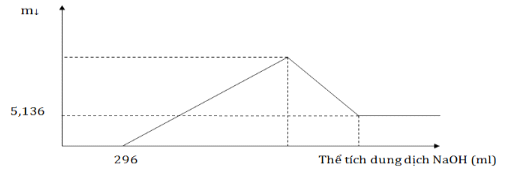 m↓
5,136
296
Thể tích dung dịch NaOH (ml)